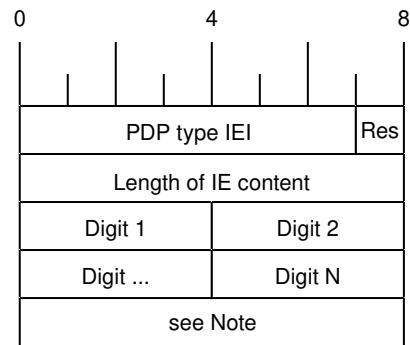 0 4 8
PDP type IEI Res
Length of IE content
Digit 1 Digit 2
Digit ... Digit N
see Note